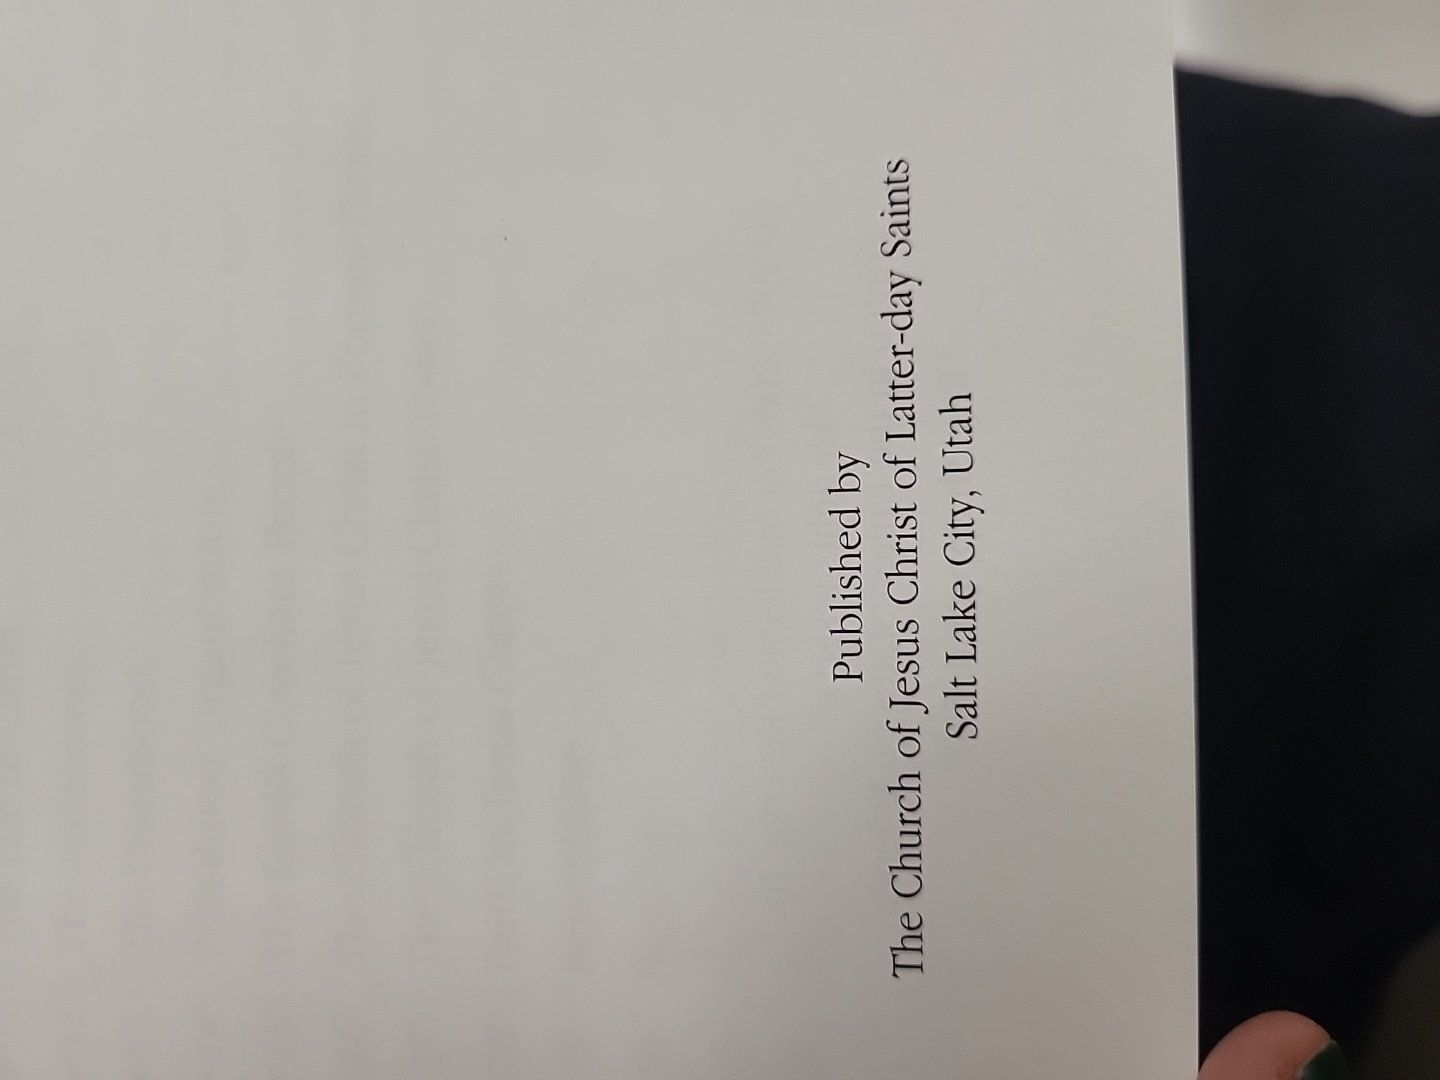 Published by
The Church of Jesus Christ of Latter-day Saints
Salt Lake City, Utah